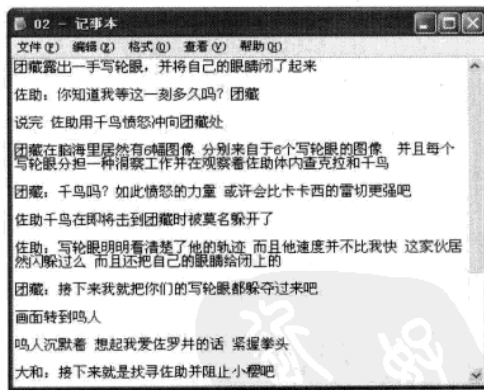 02 - 记事本
文件(F) 编辑(E) 格式(O) 查看(V) 帮助(H)
团藏露出一手写轮眼，并将自己的眼睛闭了起来
佐助：你知道我等这一刻多久吗？团藏
说完 佐助用千鸟愤怒冲向团藏处
团藏在脑海里居然有6幅图像 分别来自于6个写轮眼的图像  并且每个
写轮眼分担一种洞察工作并在观察看佐助体内查克拉和千鸟
团藏：千鸟吗？如此愤怒的力量 或许会比卡卡西的雷切更强吧
佐助千鸟在即将击到团藏时被莫名躲开了
佐助：写轮眼明明看清楚了他的轨迹 而且他速度并不比我快 这家伙居
然闪躲过么 而且还把自己的眼睛给闭上的
团藏：接下来我就把你们的写轮眼都躲夺过来吧
画面转到鸣人
鸣人沉默着 想起我爱佐罗井的话 紧握拳头
大和：接下来就是找寻佐助并阻止小樱吧